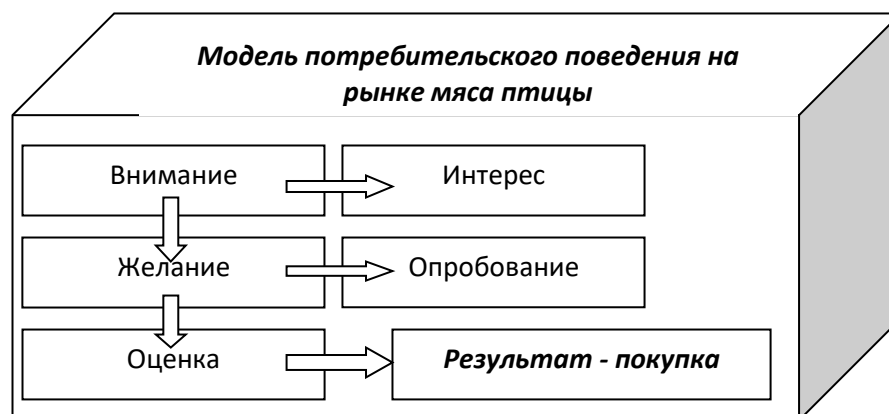 Модель потребительского поведения на
рынке мяса птицы
Внимание
Интерес
Желание
Опробование
Оценка
Результат - покупка